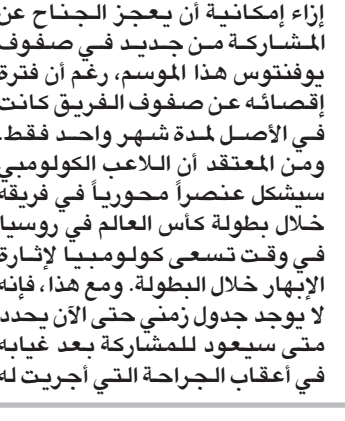 إزاء إمكانية أن يعجز الجناح عن
المشاركة من جديد في صفوف
يوفنتوس هذا الموسم، رغم أن فترة
إقصائه عن صفوف الفريق كانت
في الأصل لمدة شهر واحد فقط.
ومن المعتقد أن اللاعب الكولومبي
سيشكل عنصراً محورياً في فريقه
خلال بطولة كأس العالم في روسيا
في وقت تسعى كولومبيا لإثارة
الإبهار خلال البطولة. ومع هذا، فإنه
لا يوجد جدول زمني حتى الآن يحدد
متى سيعود للمشاركة بعد غيابه
في أعقاب الجراحة التي أجريت له